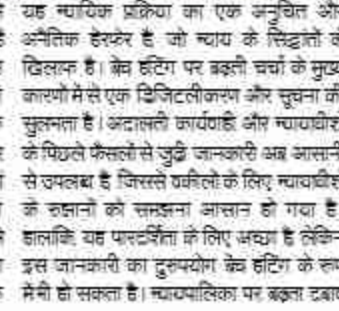 यह न्यायिक प्रक्रिया का एक अनुचित औ
अनैतिक हेरफेर है, जो न्याय के सिद्धांतों
खिलाफ है। बेंच हंटिंग पर बढ़ती चर्चा के मुख्य
कारणों में से एक डिजिटलीकरण और सूचना की
सुलभता है। अदालती कार्यवाही और न्यायाधीश
के पिछले फैसलों से जुड़ी जानकारी अब आसानी
से उपलब्ध है, जिससे वकीलों के लिए न्यायाधीश
के रुझानों को समझना आसान हो गया है
हालांकि, यह पारदर्शिता के लिए अच्छा है, लेकिन
इस जानकारी का दुरुपयोग बेंच हंटिंग के रूप
में भी हो सकता है। न्यायपालिका पर बढ़ता दबाव